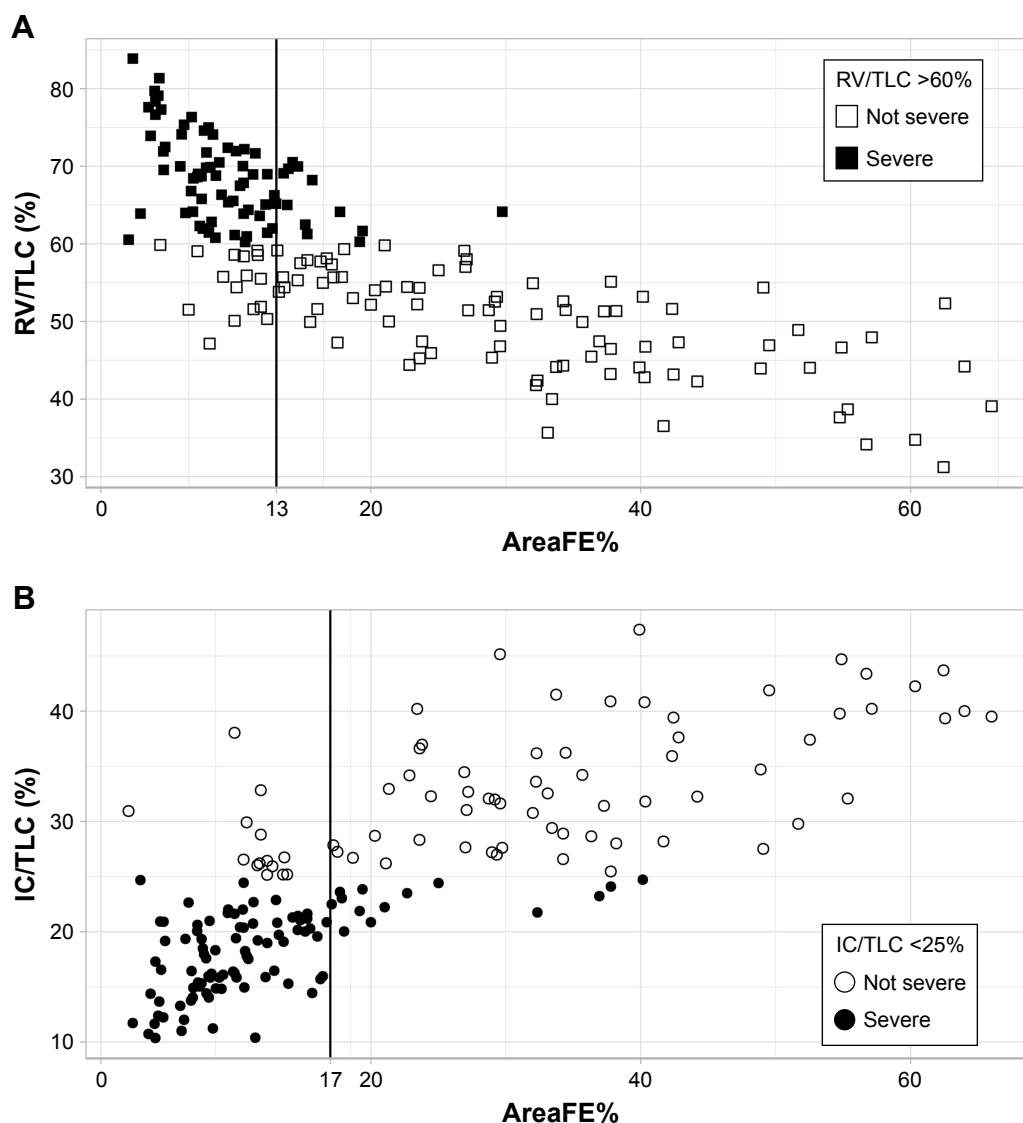 A
RV/TLC (%)
80
70
60
50
40
30
RV/TLC >60%
Not severe
Severe
0 13 20 40 60
AreaFE%
B
IC/TLC (%)
40
30
20
10
IC/TLC <25%
Not severe
Severe
0 17 20 40 60
AreaFE%